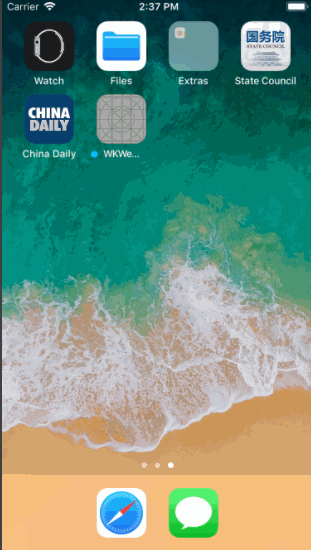 Carrier 2:37 PM
Watch Files Extras State Council
国务院
STATE COUNCIL
CHINA
DAILY
China Daily WKWe...